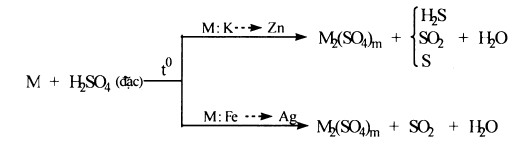 M: K ⇢ Zn
M₂(SO₄)ₘ + { H₂S
SO₂
S + H₂O
M + H₂SO₄ (đặc) t⁰
M: Fe ⇢ Ag
M₂(SO₄)ₘ + SO₂ + H₂O